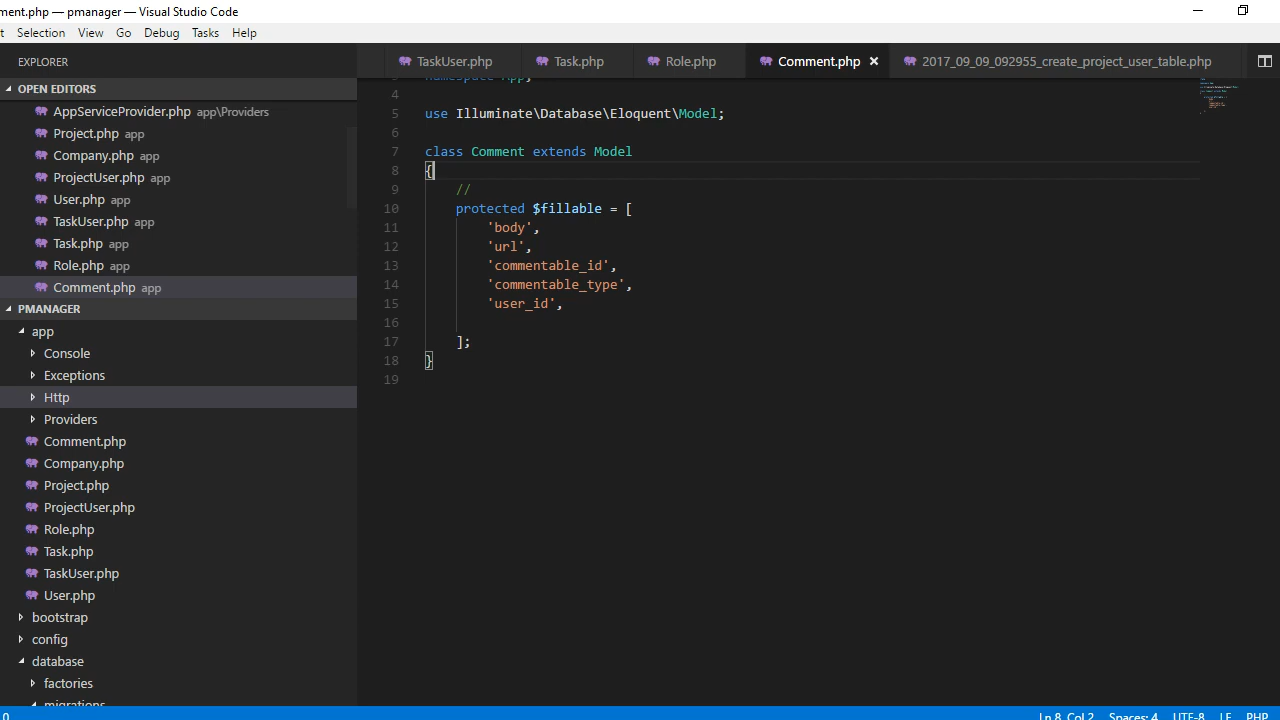 ment.php — pmanager — Visual Studio Code
t Selection View Go Debug Tasks Help
EXPLORER
OPEN EDITORS
AppServiceProvider.php app\Providers
Project.php app
Company.php app
ProjectUser.php app
User.php app
TaskUser.php app
Task.php app
Role.php app
Comment.php app
PMANAGER
app
Console
Exceptions
Http
Providers
Comment.php
Company.php
Project.php
ProjectUser.php
Role.php
Task.php
TaskUser.php
User.php
bootstrap
config
database
factories
migrations
TaskUser.php Task.php Role.php Comment.php × 2017_09_09_092955_create_project_user_table.php
3 namespace App;
4
5 use Illuminate\Database\Eloquent\Model;
6
7 class Comment extends Model
8 {
9 //
10 protected $fillable = [
11 'body',
12 'url',
13 'commentable_id',
14 'commentable_type',
15 'user_id',
16
17 ];
18 }
19
0 Ln 8, Col 2 Spaces: 4 UTF-8 LF PHP